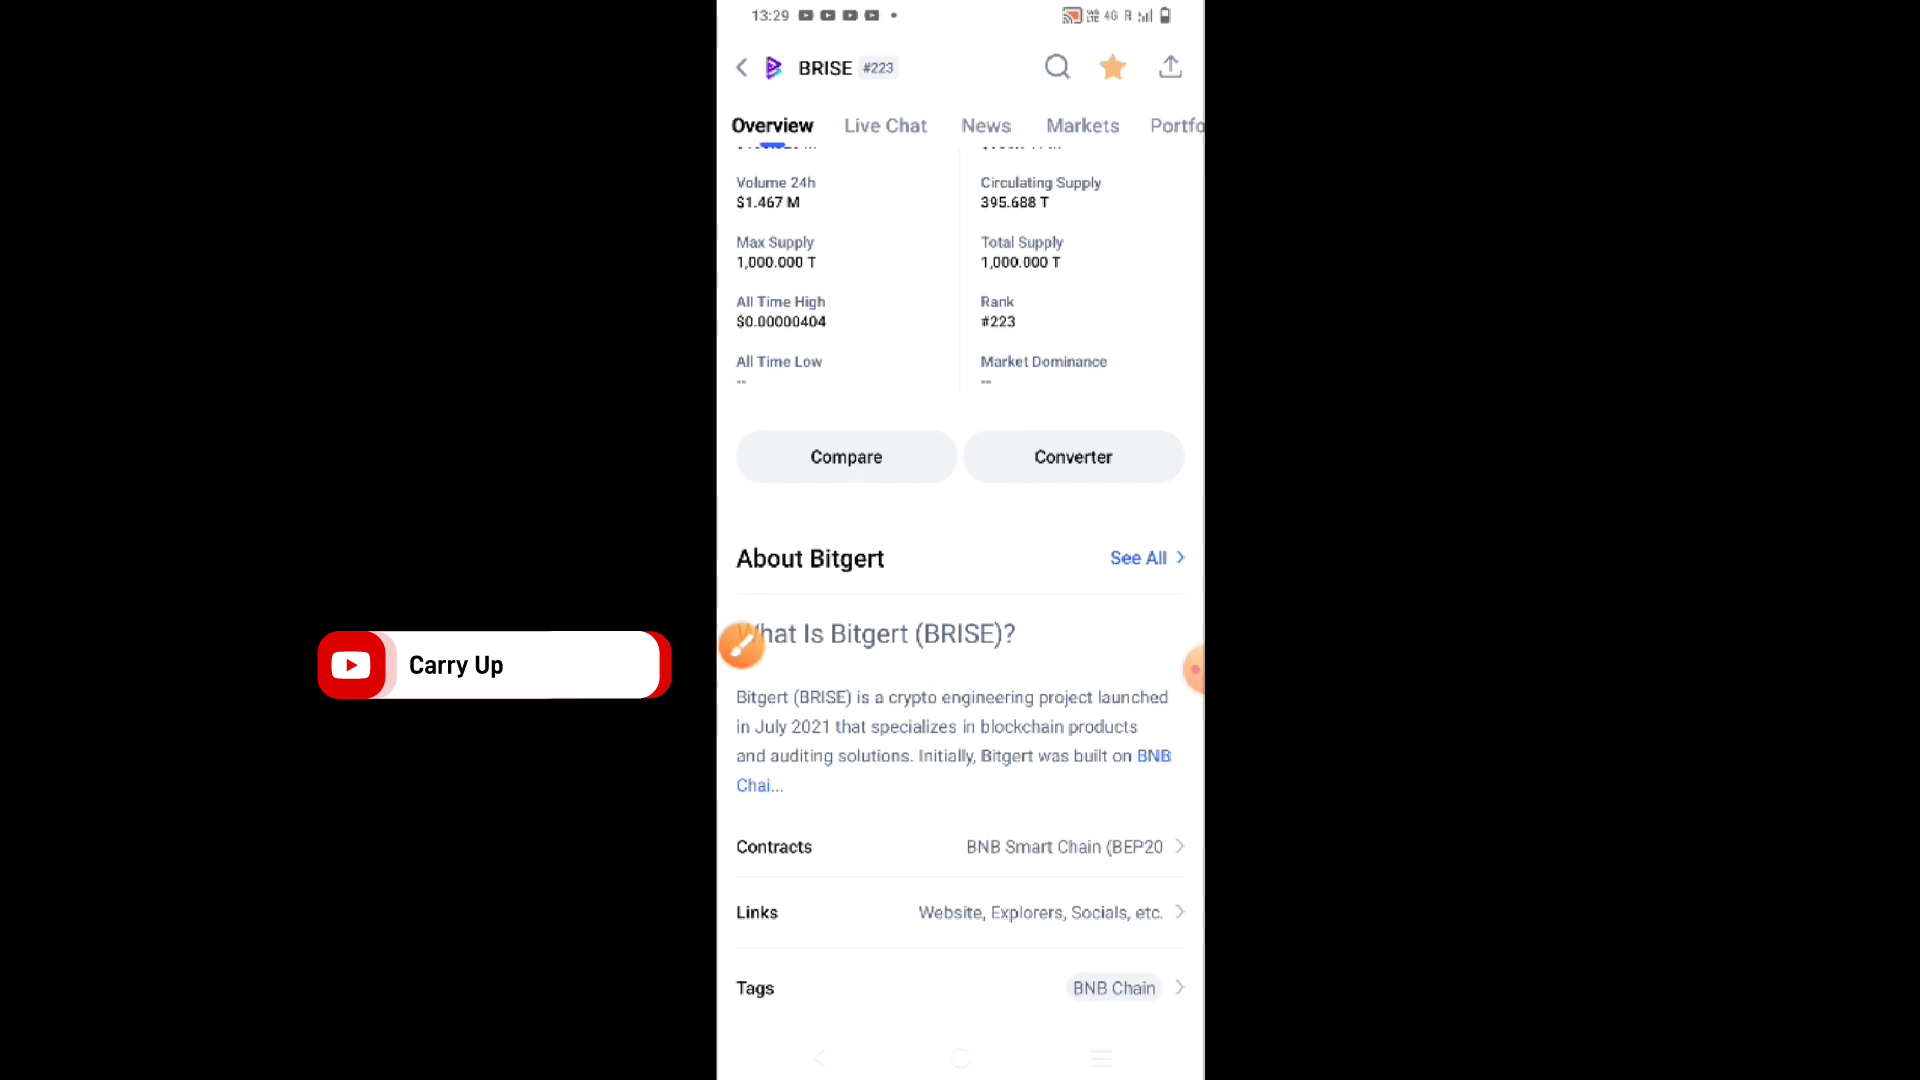 13:29
4G R
BRISE #223
Overview Live Chat News Markets Portfo
Volume 24h
$1.467 M
Circulating Supply
395.688 T
Max Supply
1,000.000 T
Total Supply
1,000.000 T
All Time High
$0.00000404
Rank
#223
All Time Low
--
Market Dominance
--
Compare
Converter
About Bitgert
See All
What Is Bitgert (BRISE)?
Bitgert (BRISE) is a crypto engineering project launched
in July 2021 that specializes in blockchain products
and auditing solutions. Initially, Bitgert was built on BNB
Chai...
Contracts BNB Smart Chain (BEP20
Links Website, Explorers, Socials, etc.
Tags BNB Chain
Carry Up